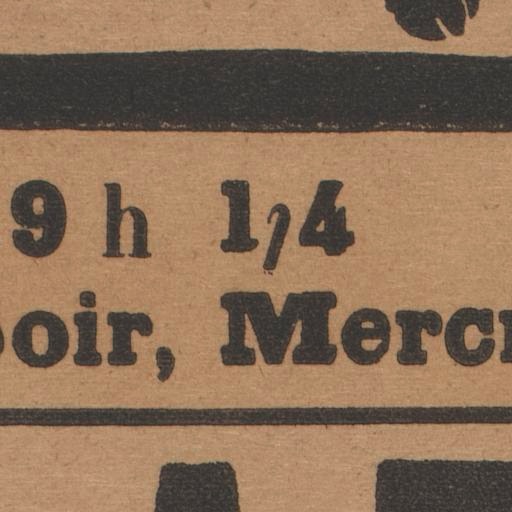 9 h 1/4
oir, Merc